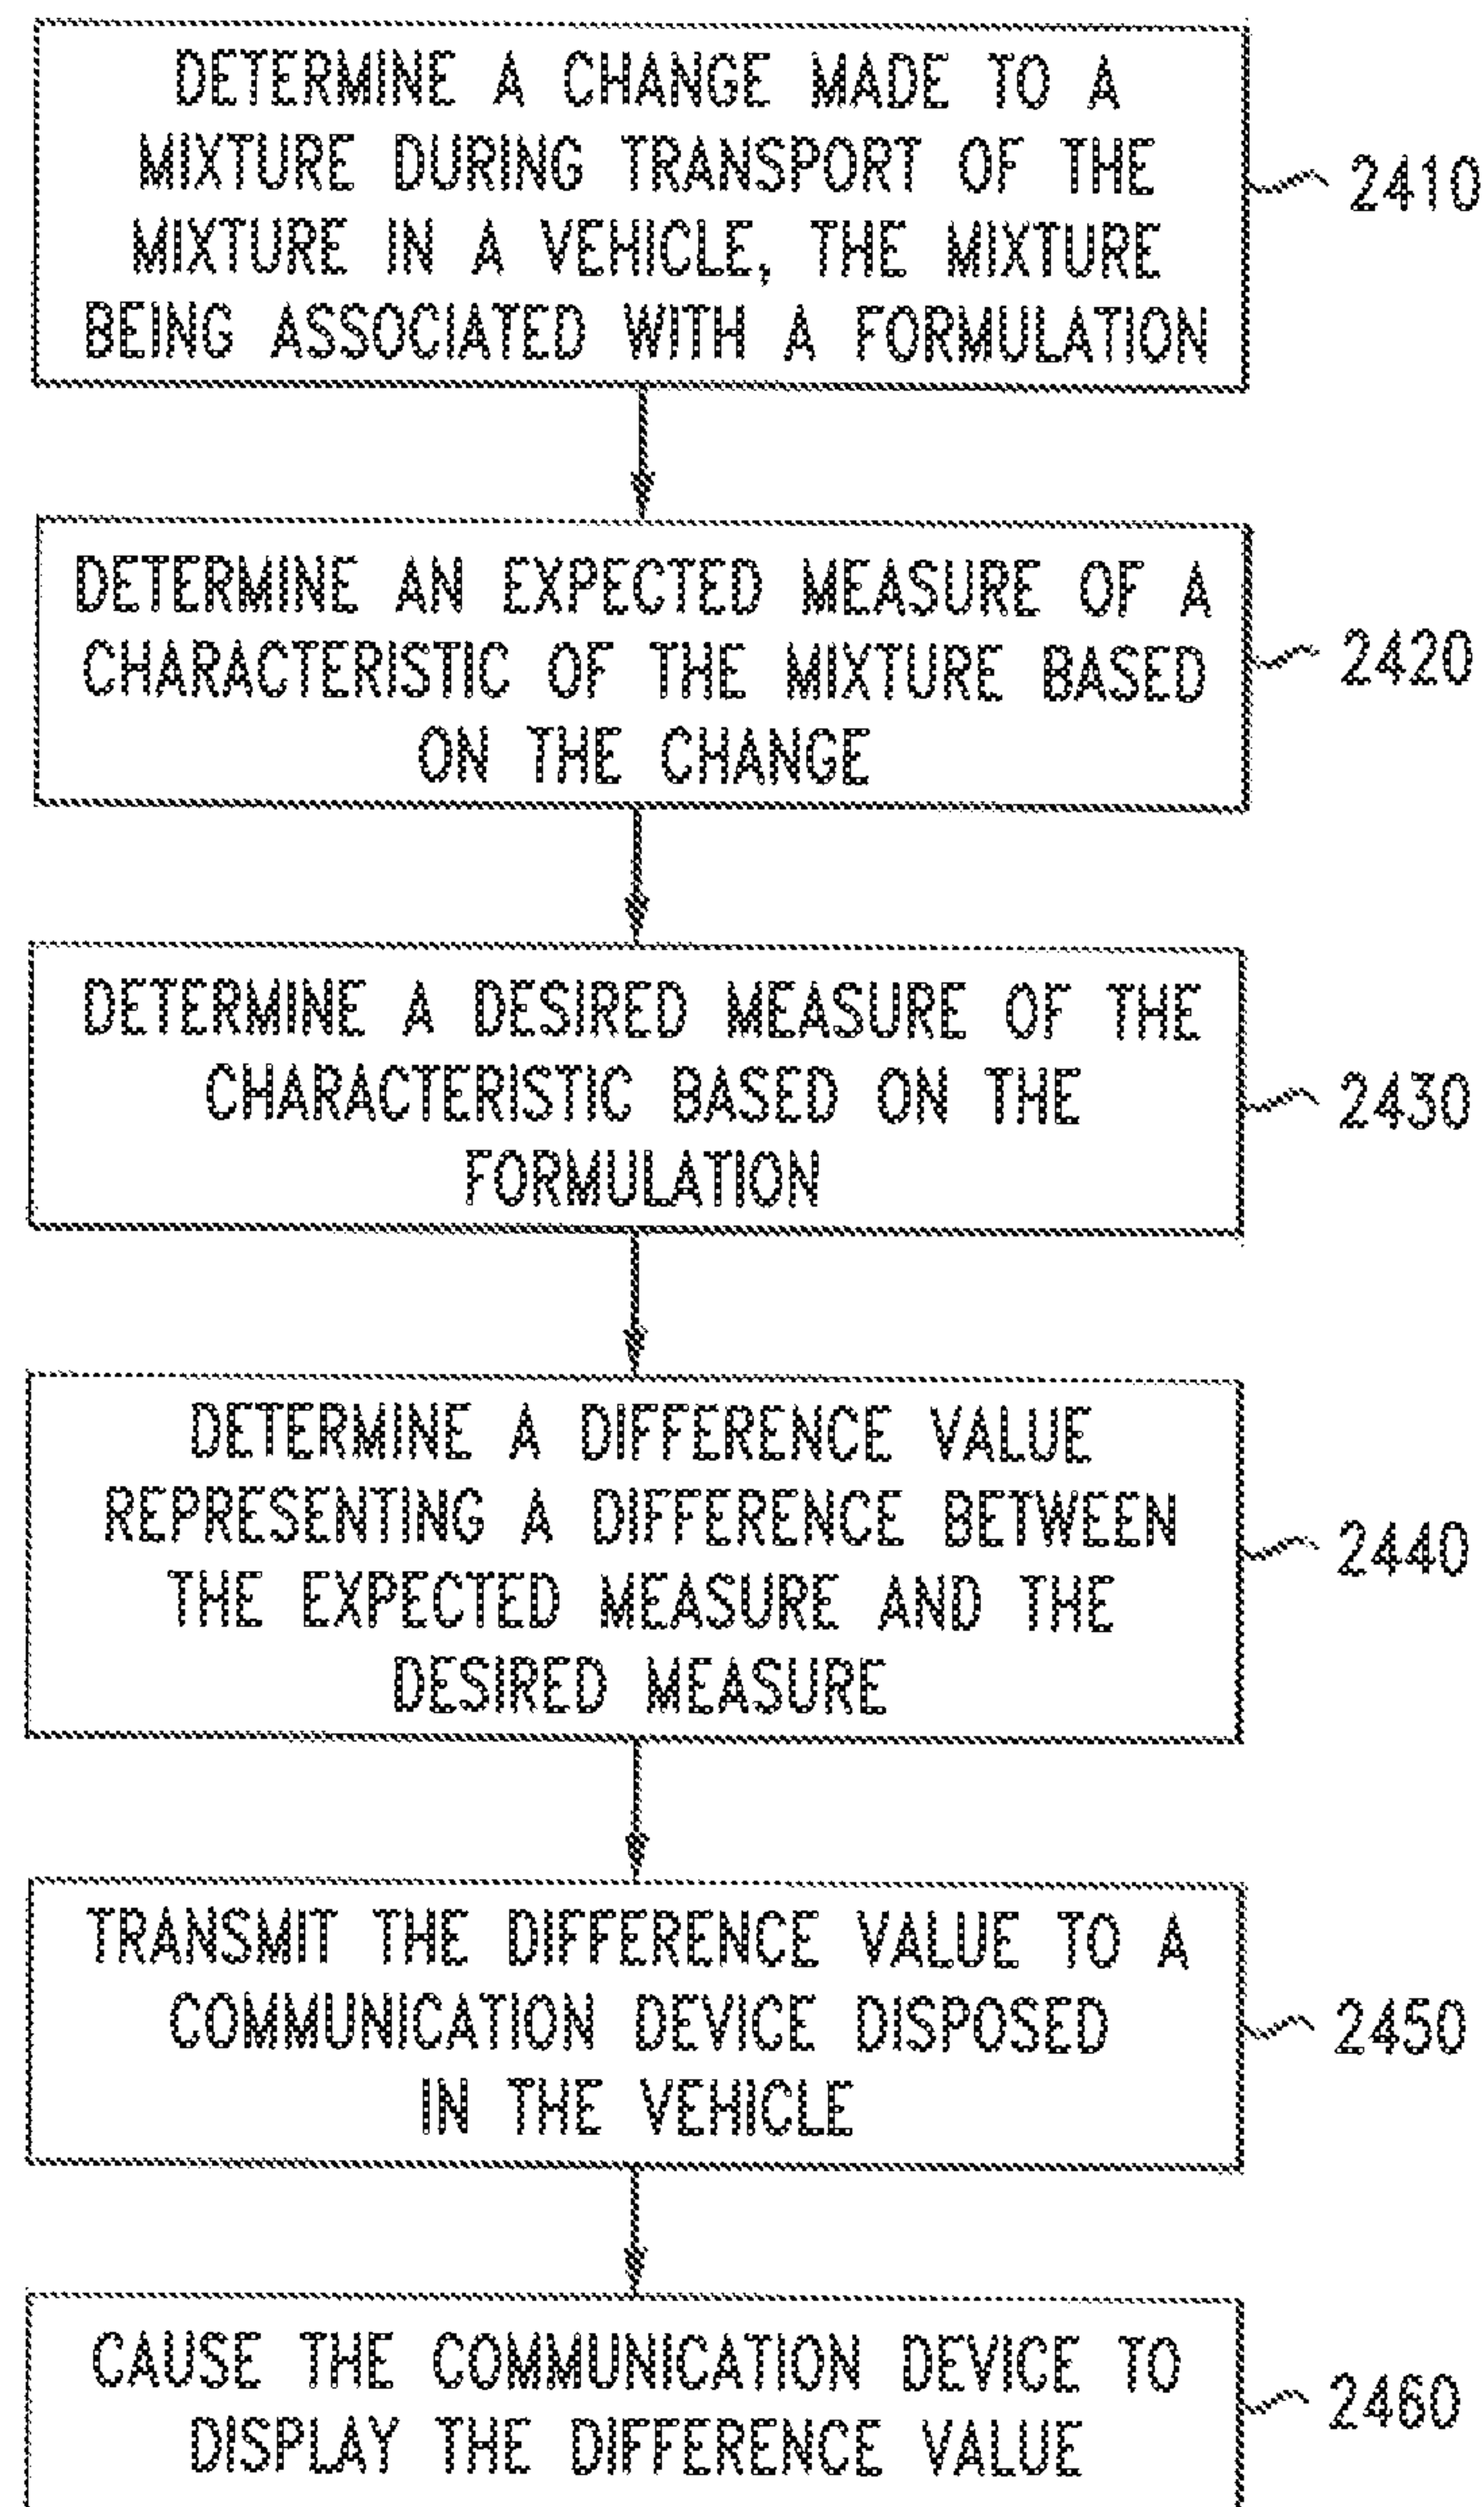 DETERMINE A CHANGE MADE TO A
MIXTURE DURING TRANSPORT OF THE
MIXTURE IN A VEHICLE, THE MIXTURE
BEING ASSOCIATED WITH A FORMULATION
2410
DETERMINE AN EXPECTED MEASURE OF A
CHARACTERISTIC OF THE MIXTURE BASED
ON THE CHANGE
2420
DETERMINE A DESIRED MEASURE OF THE
CHARACTERISTIC BASED ON THE
FORMULATION
2430
DETERMINE A DIFFERENCE VALUE
REPRESENTING A DIFFERENCE BETWEEN
THE EXPECTED MEASURE AND THE
DESIRED MEASURE
2440
TRANSMIT THE DIFFERENCE VALUE TO A
COMMUNICATION DEVICE DISPOSED
IN THE VEHICLE
2450
CAUSE THE COMMUNICATION DEVICE TO
DISPLAY THE DIFFERENCE VALUE
2460